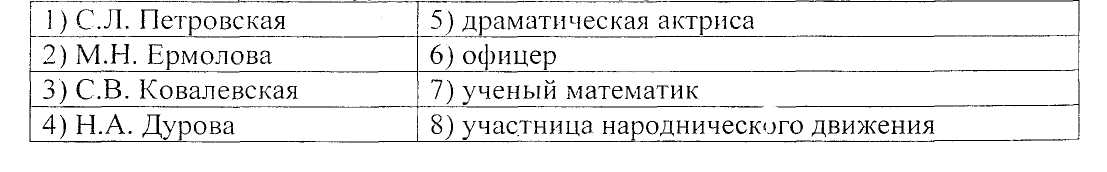 1) С.Л. Петровская 5) драматическая актриса
2) М.Н. Ермолова 6) офицер
3) С.В. Ковалевская 7) ученый математик
4) Н.А. Дурова 8) участница народнического движения